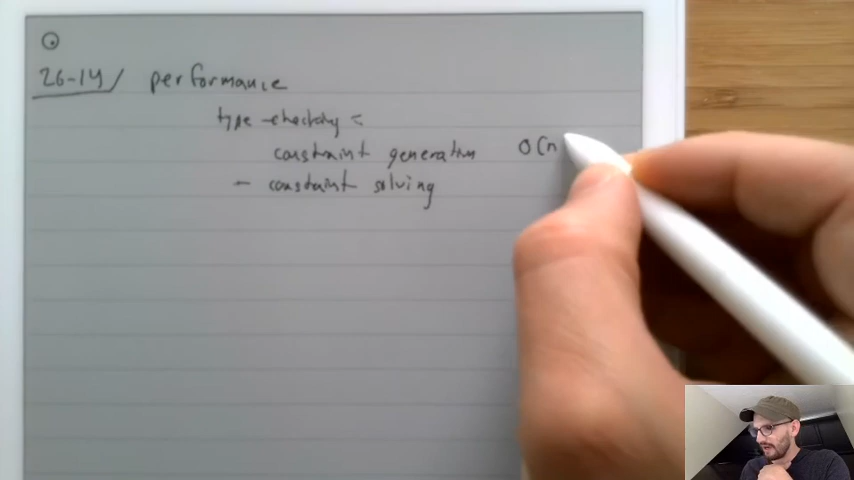 26-14/ performance
type-checking =
constraint generation O(n
- constraint solving